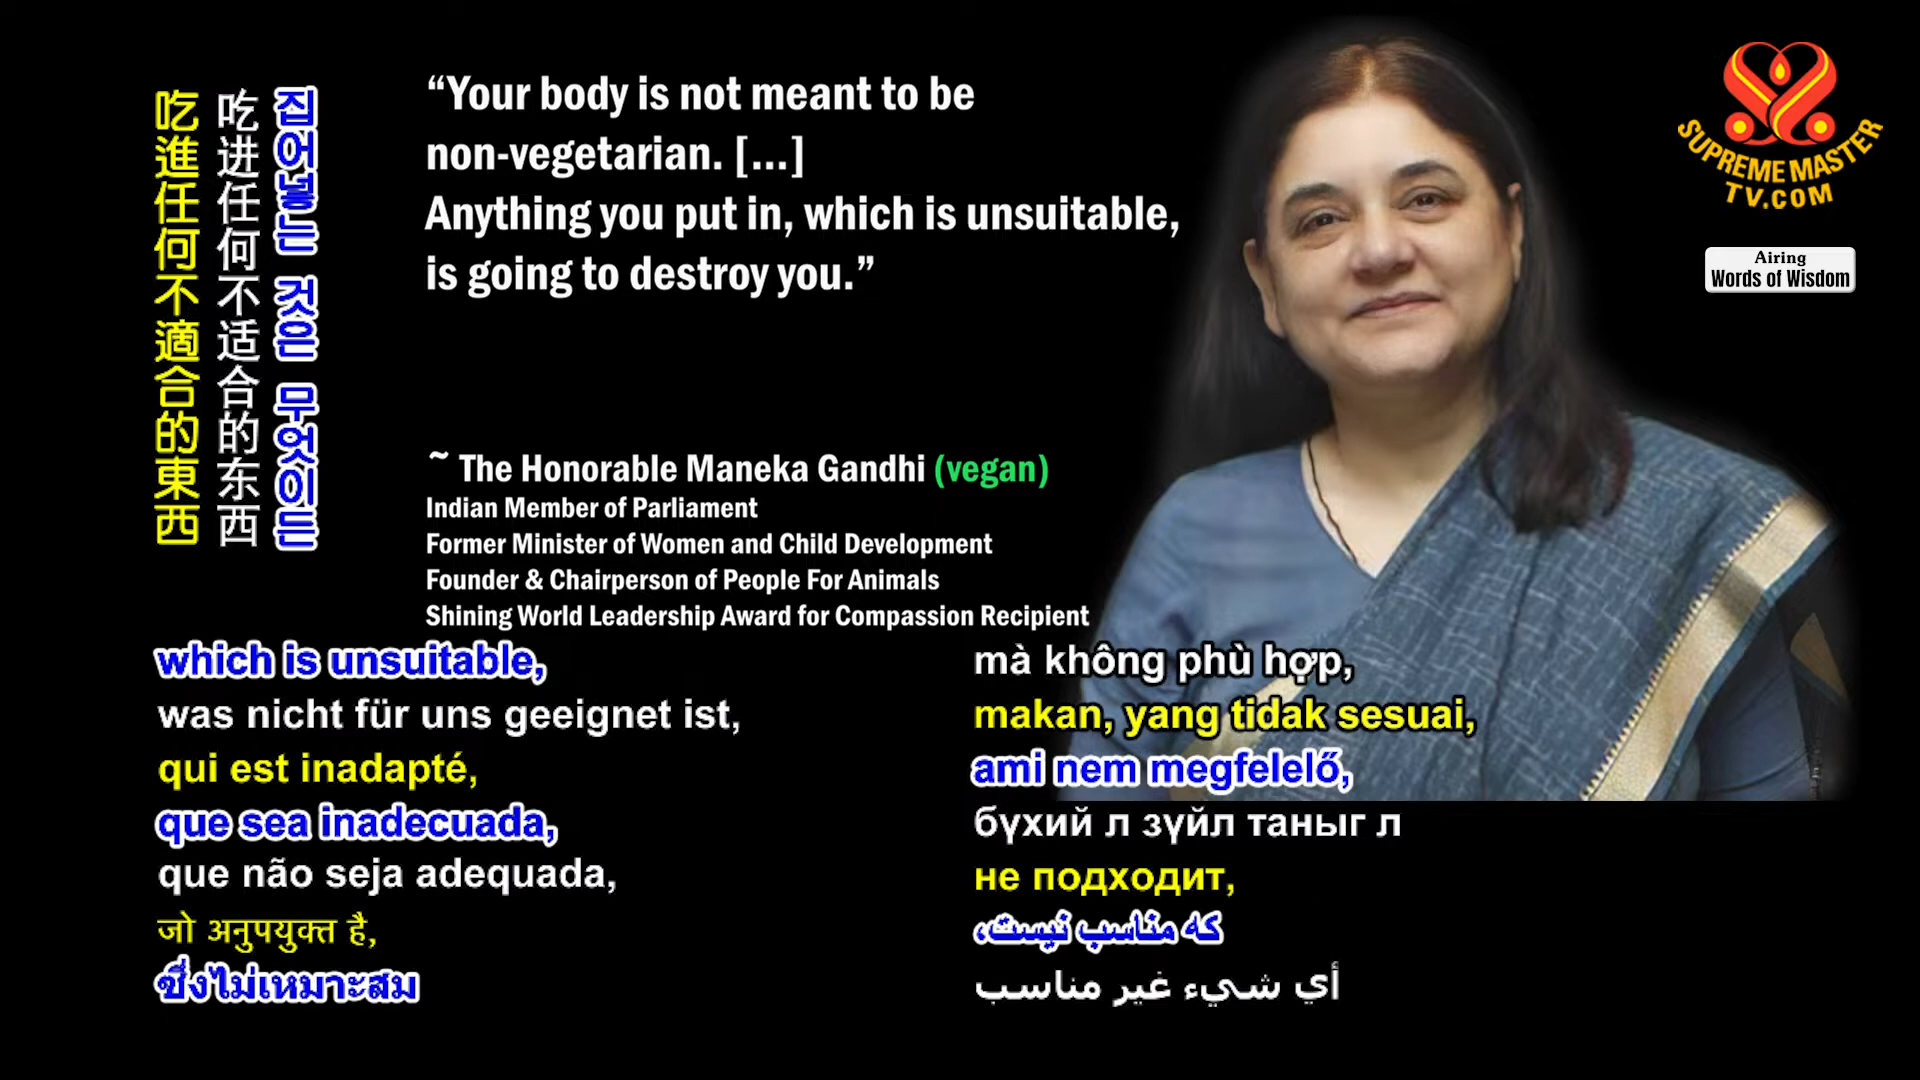 吃進任何不適合的東西
吃进任何不适合的东西
집어넣는 것은 무엇이든
“Your body is not meant to be
non-vegetarian. [...]
Anything you put in, which is unsuitable,
is going to destroy you.”
~ The Honorable Maneka Gandhi (vegan)
Indian Member of Parliament
Former Minister of Women and Child Development
Founder & Chairperson of People For Animals
Shining World Leadership Award for Compassion Recipient
SUPREME MASTER
TV.COM
Airing
Words of Wisdom
which is unsuitable,
was nicht für uns geeignet ist,
qui est inadapté,
que sea inadecuada,
que não seja adequada,
जो अनुपयुक्त है,
ซึ่งไม่เหมาะสม
mà không phù hợp,
makan, yang tidak sesuai,
ami nem megfelelő,
бүхий л зүйл таныг л
не подходит,
که مناسب نیست،
أي شيء غير مناسب